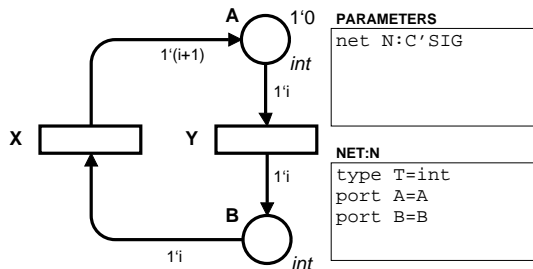 A
1‘0
1‘(i+1)
int
1‘i
X
Y
1‘i
B
1‘i
int
PARAMETERS
net N:C’SIG
NET:N
type T=int
port A=A
port B=B